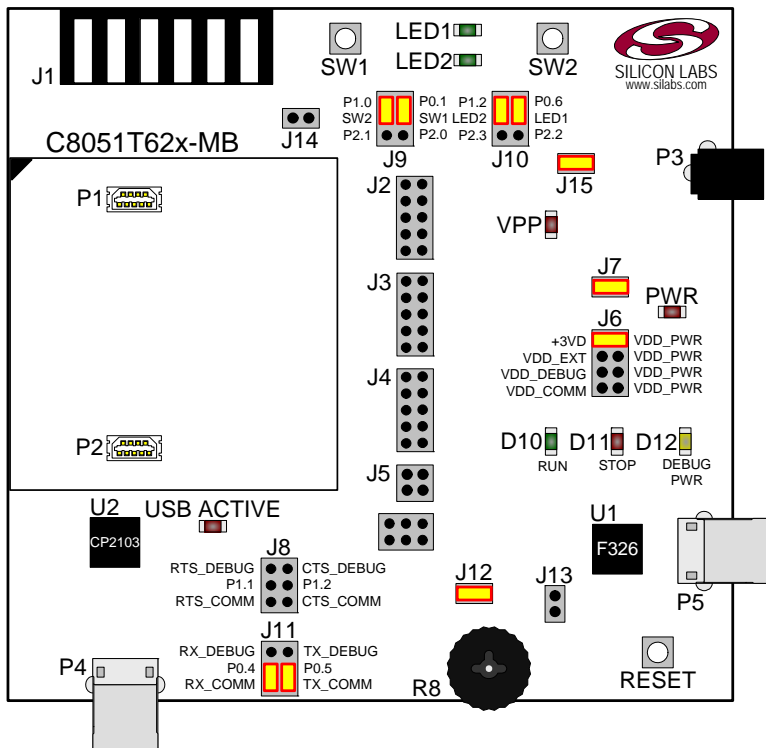 J1
SW1
LED1
LED2
SW2
SILICON LABS
www.silabs.com
P1.0
P0.1
SW2
SW1
P2.1
P2.0
J9
P1.2
P0.6
LED2
LED1
P2.3
P2.2
J10
J14
C8051T62x-MB
P3
J15
J2
P1
VPP
J3
J7
PWR
J6
+3VD
VDD_PWR
VDD_EXT
VDD_PWR
VDD_DEBUG
VDD_PWR
VDD_COMM
VDD_PWR
J4
P2
D10
RUN
D11
STOP
D12
DEBUG
PWR
J5
U2
CP2103
USB ACTIVE
U1
F326
J8
RTS_DEBUG
CTS_DEBUG
P1.1
P1.2
RTS_COMM
CTS_COMM
J12
J13
P5
J11
RX_DEBUG
TX_DEBUG
P0.4
P0.5
RX_COMM
TX_COMM
P4
R8
RESET